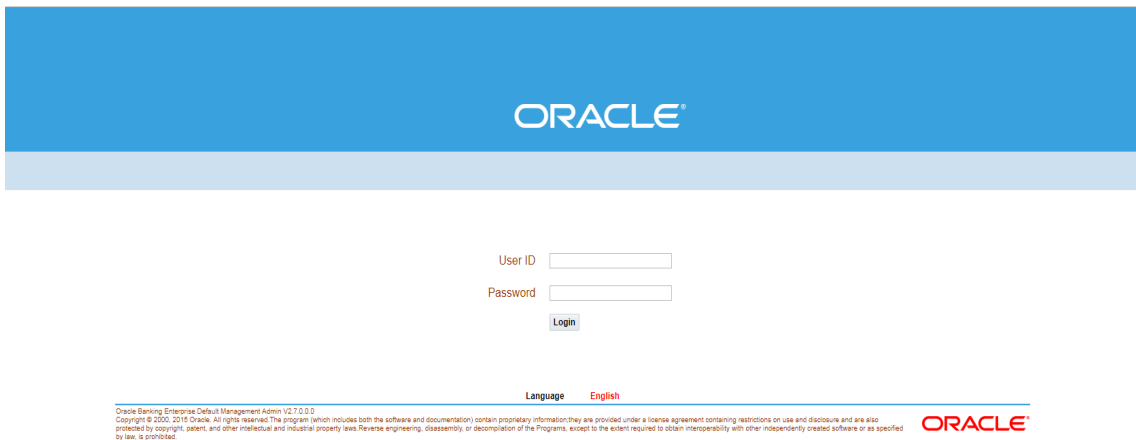 ORACLE®
User ID
Password
Login
Language English
Oracle Banking Enterprise Default Management Admin V2.7.0.0.0
Copyright © 2000, 2015 Oracle. All rights reserved.The program (which includes both the software and documentation) contain proprietary information;they are provided under a license agreement containing restrictions on use and disclosure and are also
protected by copyright, patent, and other intellectual and industrial property laws.Reverse engineering, disassembly, or decompilation of the Programs, except to the extent required to obtain interoperability with other independently created software or as specified
by law, is prohibited.
ORACLE®